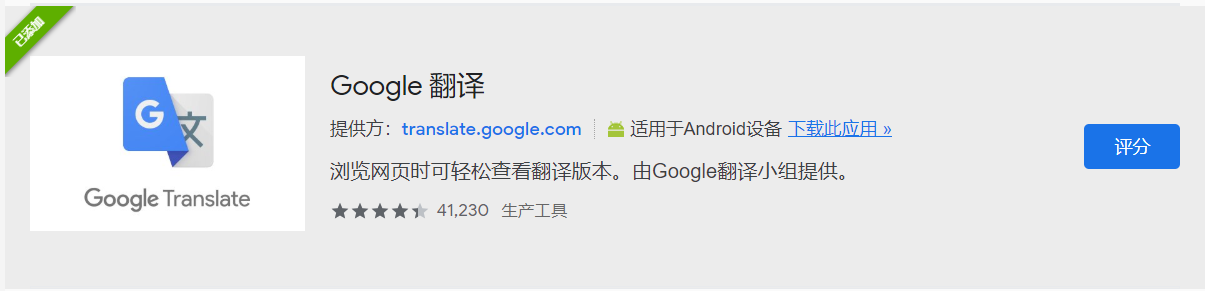 已添加
Google 翻译
提供方：translate.google.com 适用于Android设备 下载此应用 »
评分
浏览网页时可轻松查看翻译版本。由Google翻译小组提供。
41,230 生产工具
G 文
Google Translate